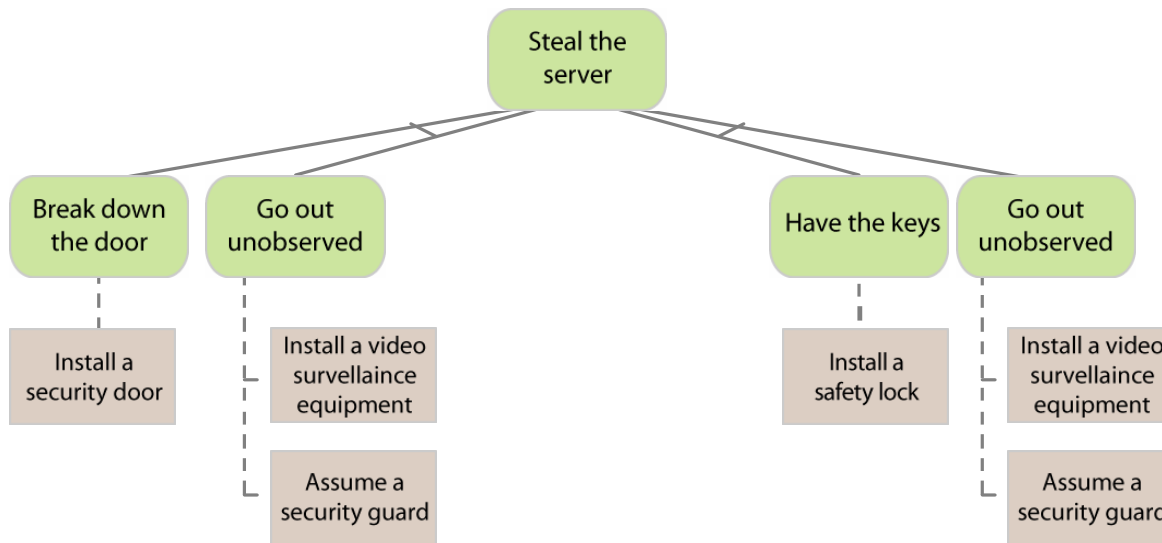 Steal the
server
Break down
the door
Go out
unobserved
Have the keys
Go out
unobserved
Install a
security door
Install a video
survellaince
equipment
Install a
safety lock
Install a video
survellaince
equipment
Assume a
security guard
Assume a
security guard